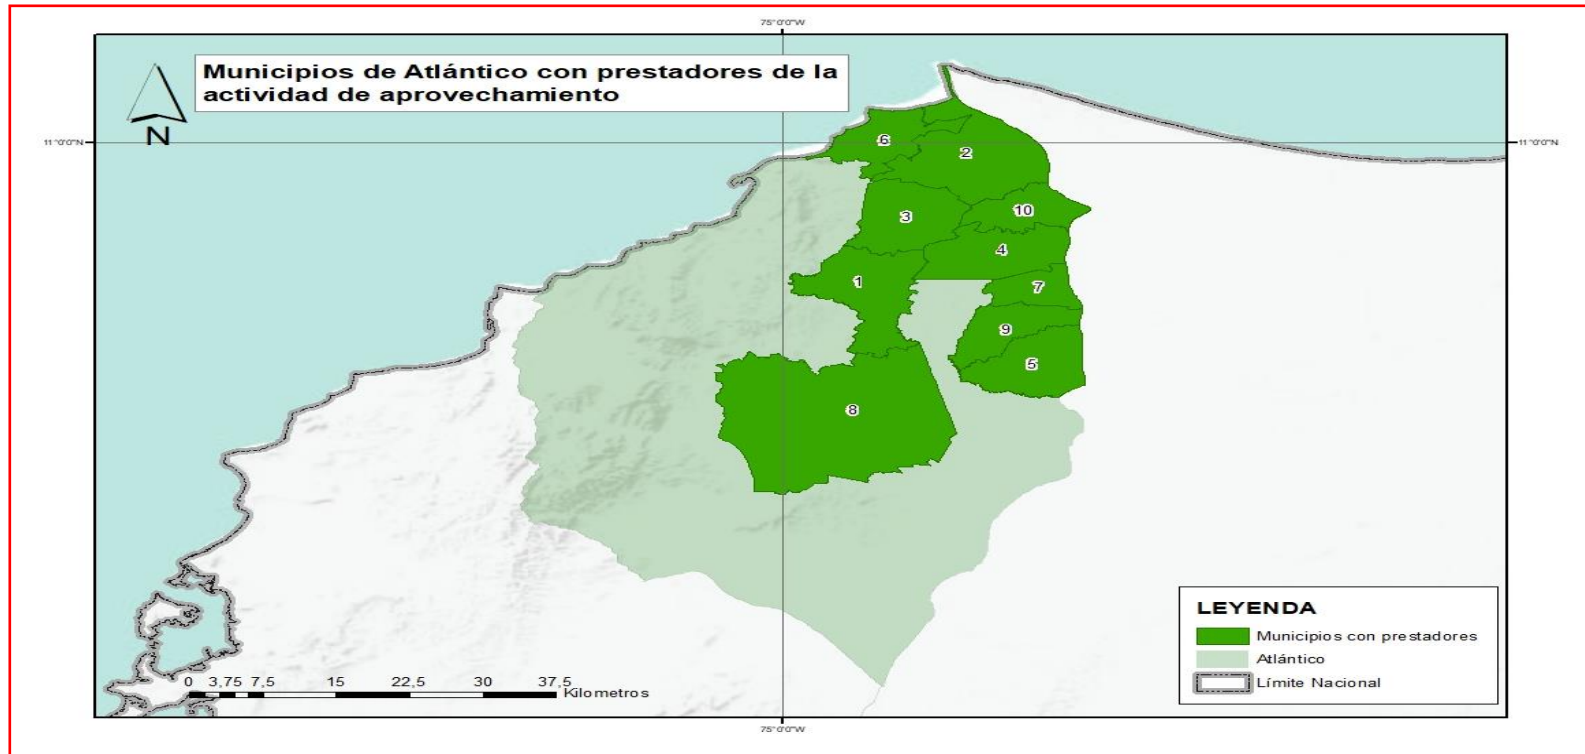 75°0'0"W
Municipios de Atlántico con prestadores de la
actividad de aprovechamiento
N
11°0'0"N
11°0'0"N
6
2
3
10
4
1
7
9
5
8
LEYENDA
Municipios con prestadores
Atlántico
Límite Nacional
0 3,75 7,5 15 22,5 30 37,5
Kilometros
75°0'0"W